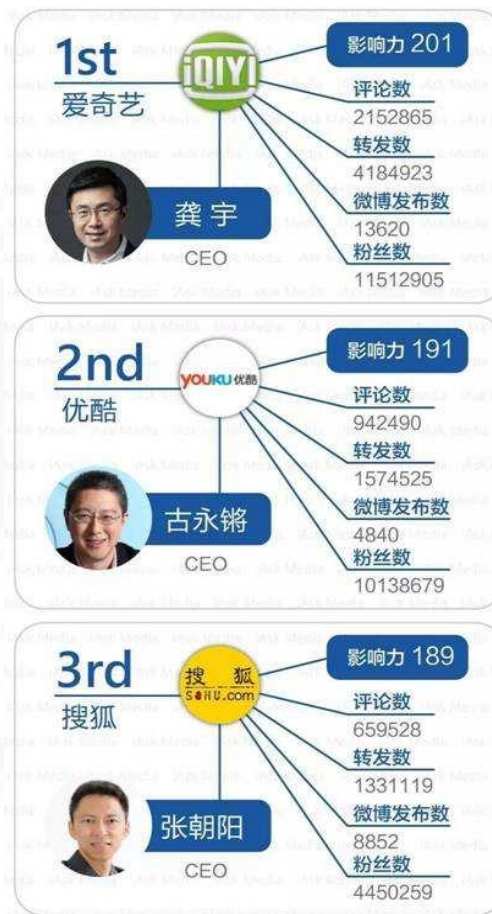 1st
爱奇艺
iQIYI
影响力 201
评论数
2152865
转发数
4184923
微博发布数
13620
粉丝数
11512905
龚宇
CEO
2nd
优酷
YOUKU 优酷
影响力 191
评论数
942490
转发数
1574525
微博发布数
4840
粉丝数
10138679
古永锵
CEO
3rd
搜狐
搜狐
SOHU.com
影响力 189
评论数
659528
转发数
1331119
微博发布数
8852
粉丝数
4450259
张朝阳
CEO